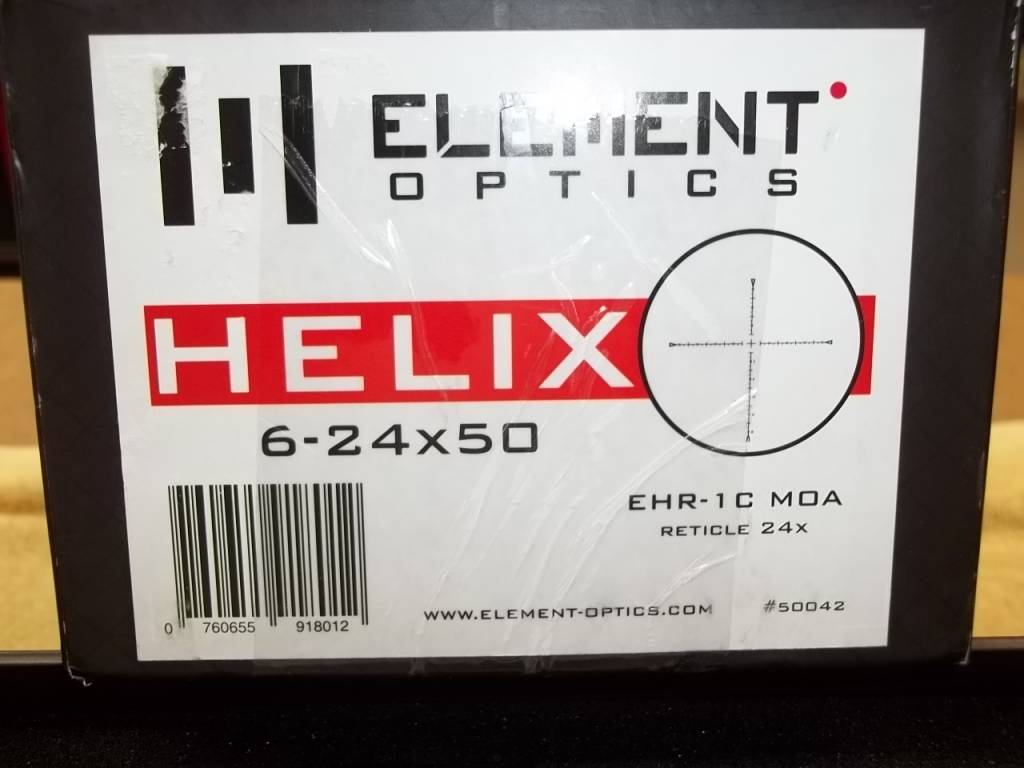 ELEMENT
OPTICS
HELIX
6-24x50
EHR-1C MOA
RETICLE 24x
0 760655 918012
WWW.ELEMENT-OPTICS.COM #50042